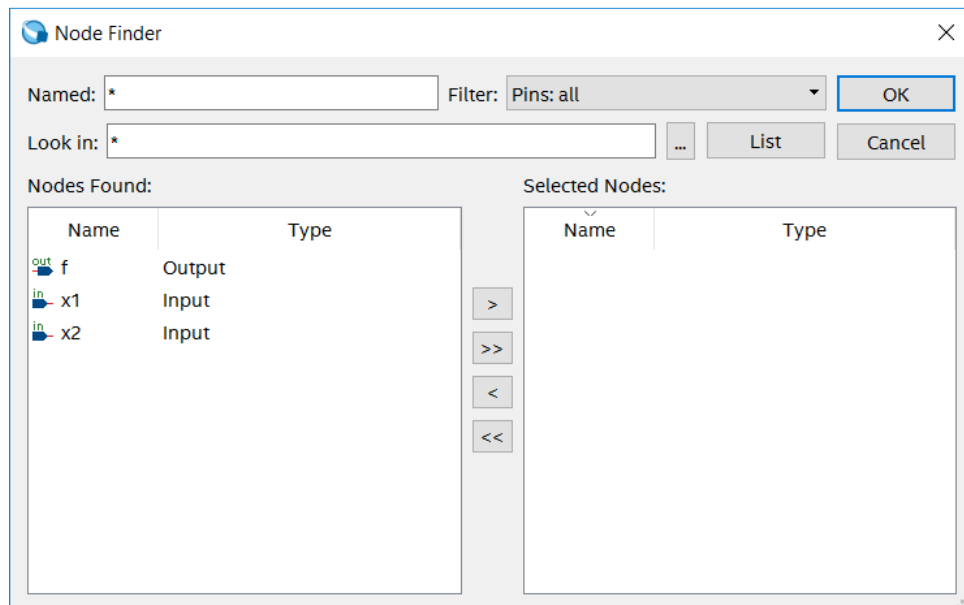 Node Finder
Named: * Filter: Pins: all OK
Look in: * ... List Cancel
Nodes Found: Selected Nodes:
Name Type Name Type
out f Output
in x1 Input
in x2 Input
>
>>
<
<<